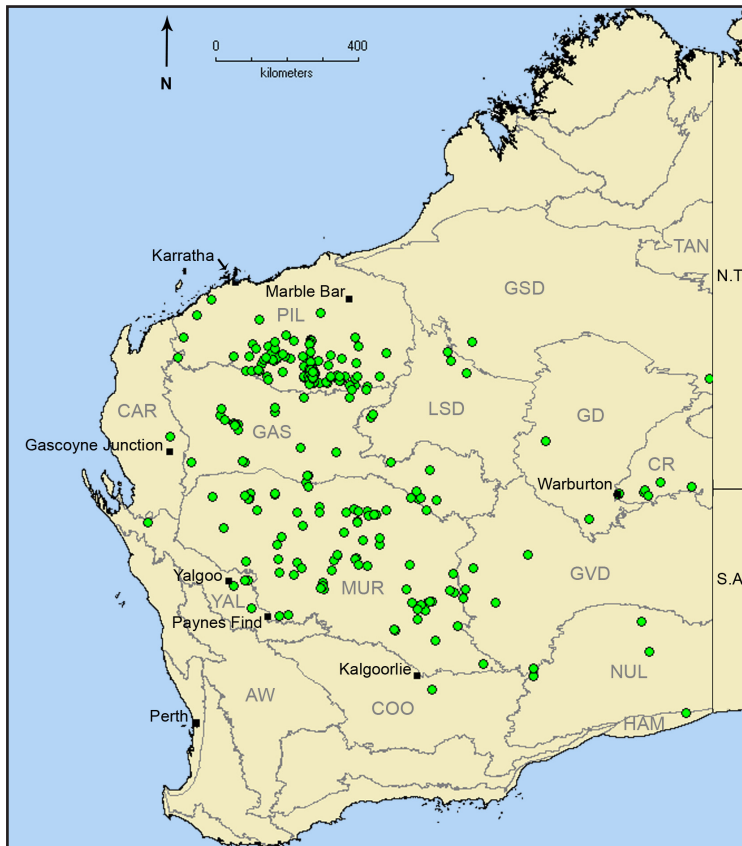 0 400
kilometers
N
Karratha
TAN
N.T
Marble Bar
GSD
PIL
CAR
LSD
GD
GAS
Gascoyne Junction
CR
Warburton
Yalgoo
GVD
S.A
MUR
YAL
Paynes Find
Kalgoorlie
NUL
AW
COO
Perth
HAM